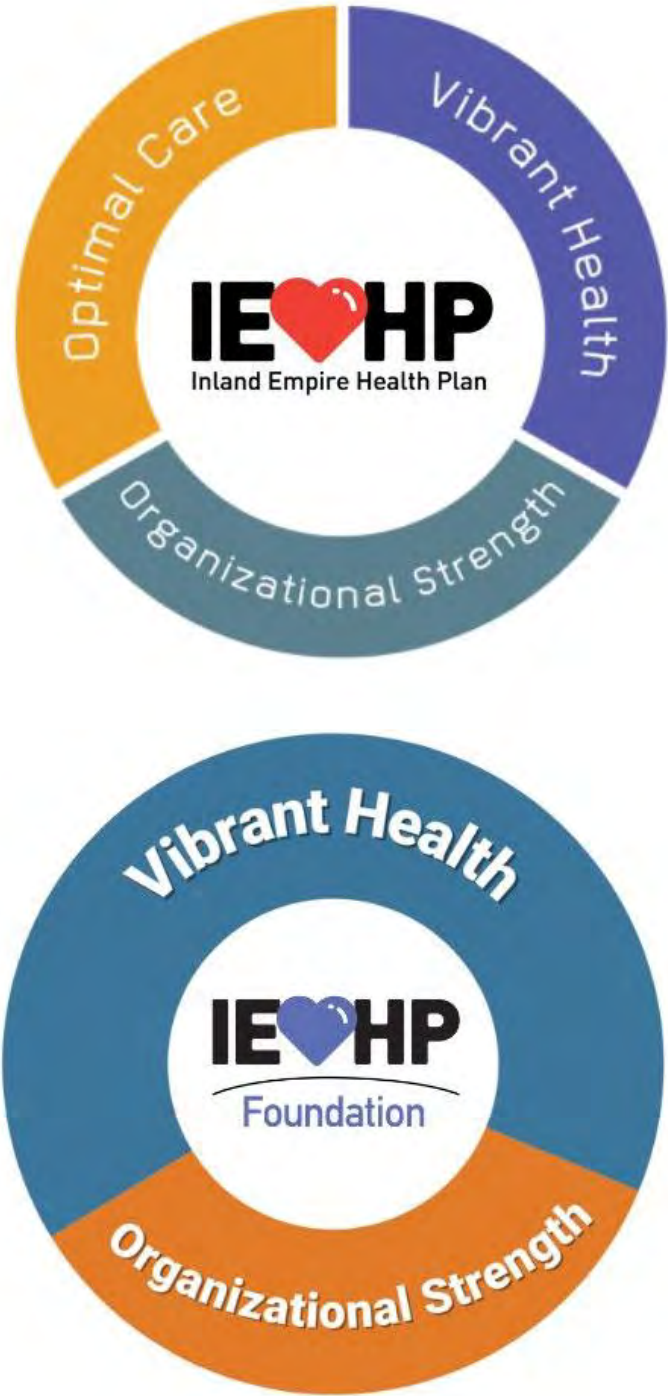 Optimal Care
Vibrant Health
IEHP
Inland Empire Health Plan
Organizational Strength
Vibrant Health
IEHP
Foundation
Organizational Strength